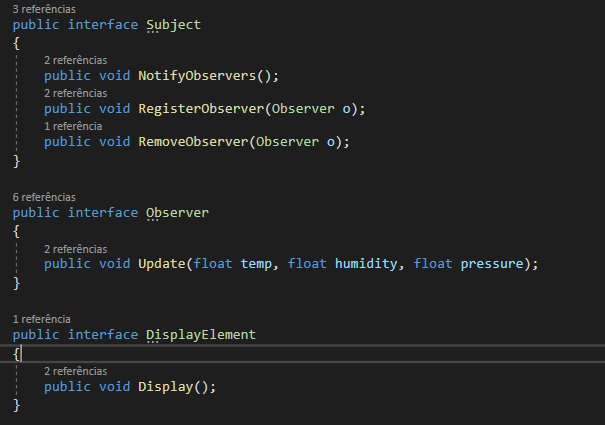 3 referências
public interface Subject
{
2 referências
public void NotifyObservers();
2 referências
public void RegisterObserver(Observer o);
1 referência
public void RemoveObserver(Observer o);
}
6 referências
public interface Observer
{
2 referências
public void Update(float temp, float humidity, float pressure);
}
1 referência
public interface DisplayElement
{
2 referências
public void Display();
}